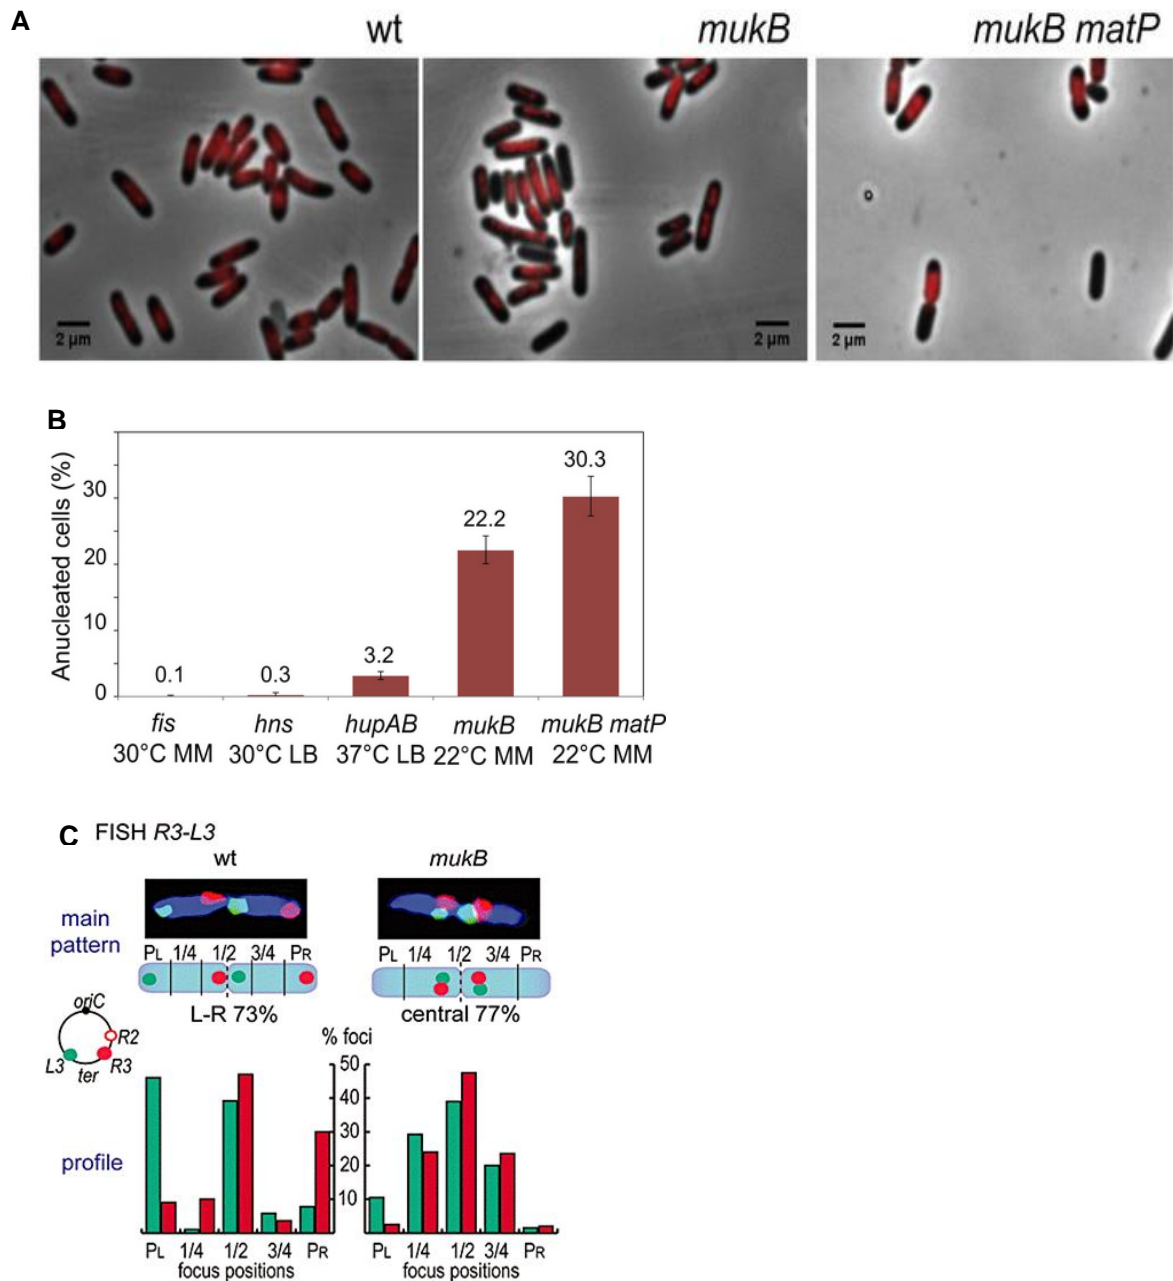 A
wt mukB mukB matP
2 µm 2 µm 2 µm
B
Anucleated cells (%)
30
20
10
0
0.1 0.3 3.2 22.2 30.3
fis hns hupAB mukB mukB matP
30°C MM 30°C LB 37°C LB 22°C MM 22°C MM
C FISH R3-L3
wt mukB
main
pattern
PL 1/4 1/2 3/4 PR PL 1/4 1/2 3/4 PR
L-R 73% central 77%
oriC
R2
L3 ter R3
% foci
50
40
30
20
10
profile
PL 1/4 1/2 3/4 PR PL 1/4 1/2 3/4 PR
focus positions focus positions